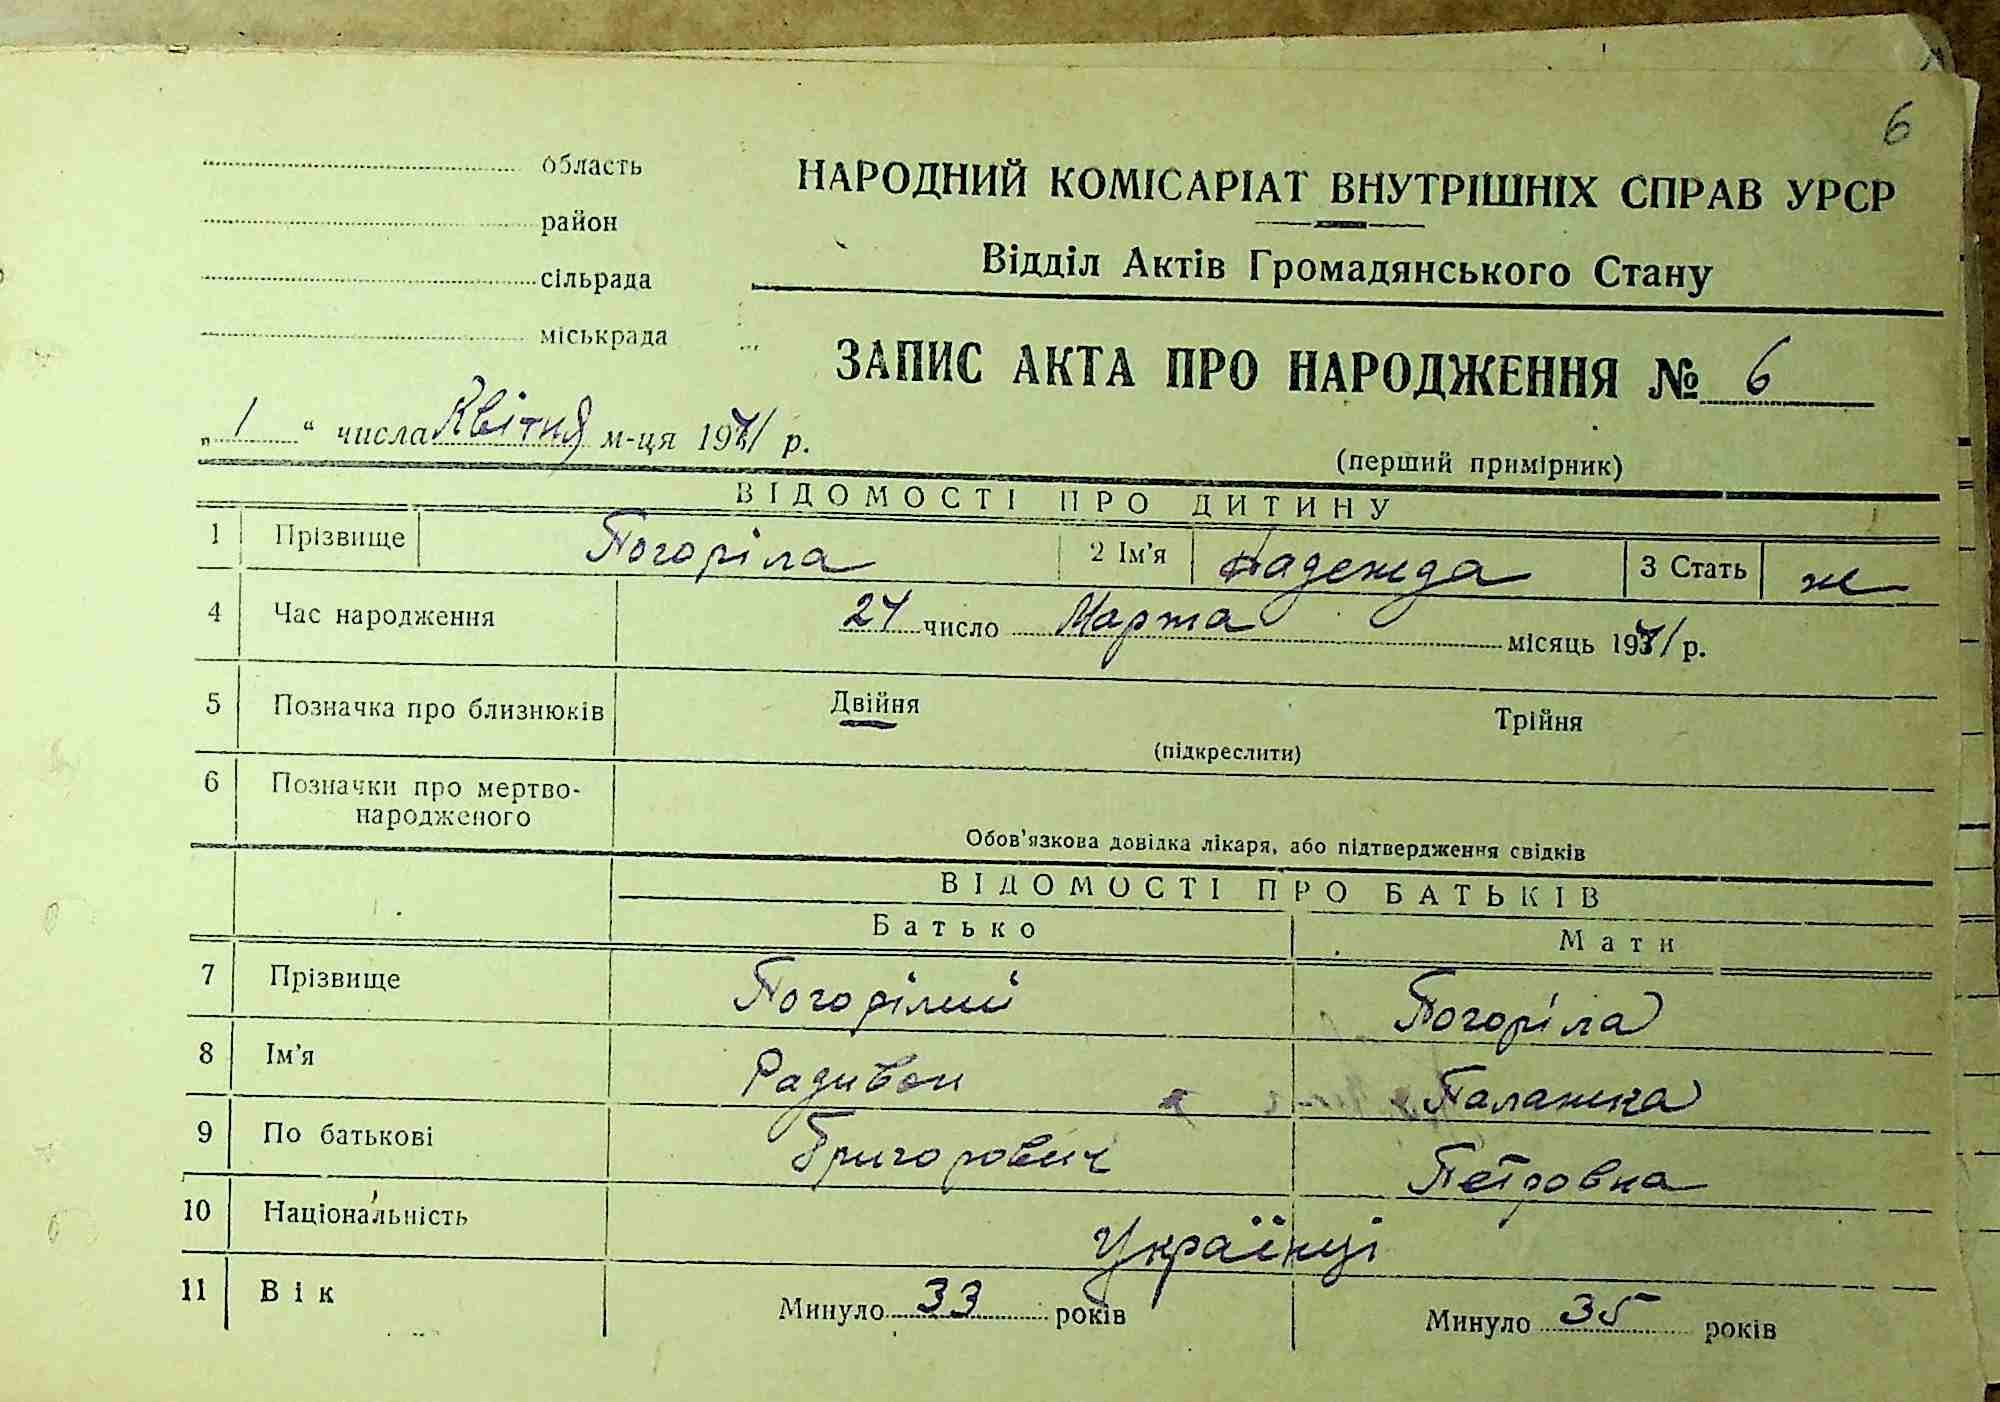 6
область
район
сільрада
міськрада
НАРОДНИЙ КОМІСАРІАТ ВНУТРІШНІХ СПРАВ УРСР
Відділ Актів Громадянського Стану
ЗАПИС АКТА ПРО НАРОДЖЕННЯ № 6
„1“ числа Квітня м-ця 1941 р.
(перший примірник)
ВІДОМОСТІ ПРО ДИТИНУ
1 Прізвище Погоріла 2 Ім'я Надежда 3 Стать ж
4 Час народження 24 число Марта місяць 1941 р.
5 Позначка про близнюків Двійня Трійня
(підкреслити)
6 Позначки про мертво-
народженого
Обов'язкова довідка лікаря, або підтвердження свідків
ВІДОМОСТІ ПРО БАТЬКІВ
Батько Мати
7 Прізвище Погорілий Погоріла
8 Ім'я Радивон Палажка
9 По батькові Григорович Петровна
10 Національність Українці
11 Вік Минуло 33 років Минуло 35 років